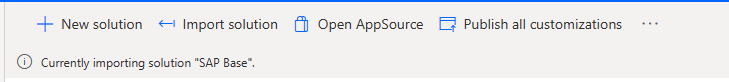 New solution Import solution Open AppSource Publish all customizations ...
Currently importing solution "SAP Base".